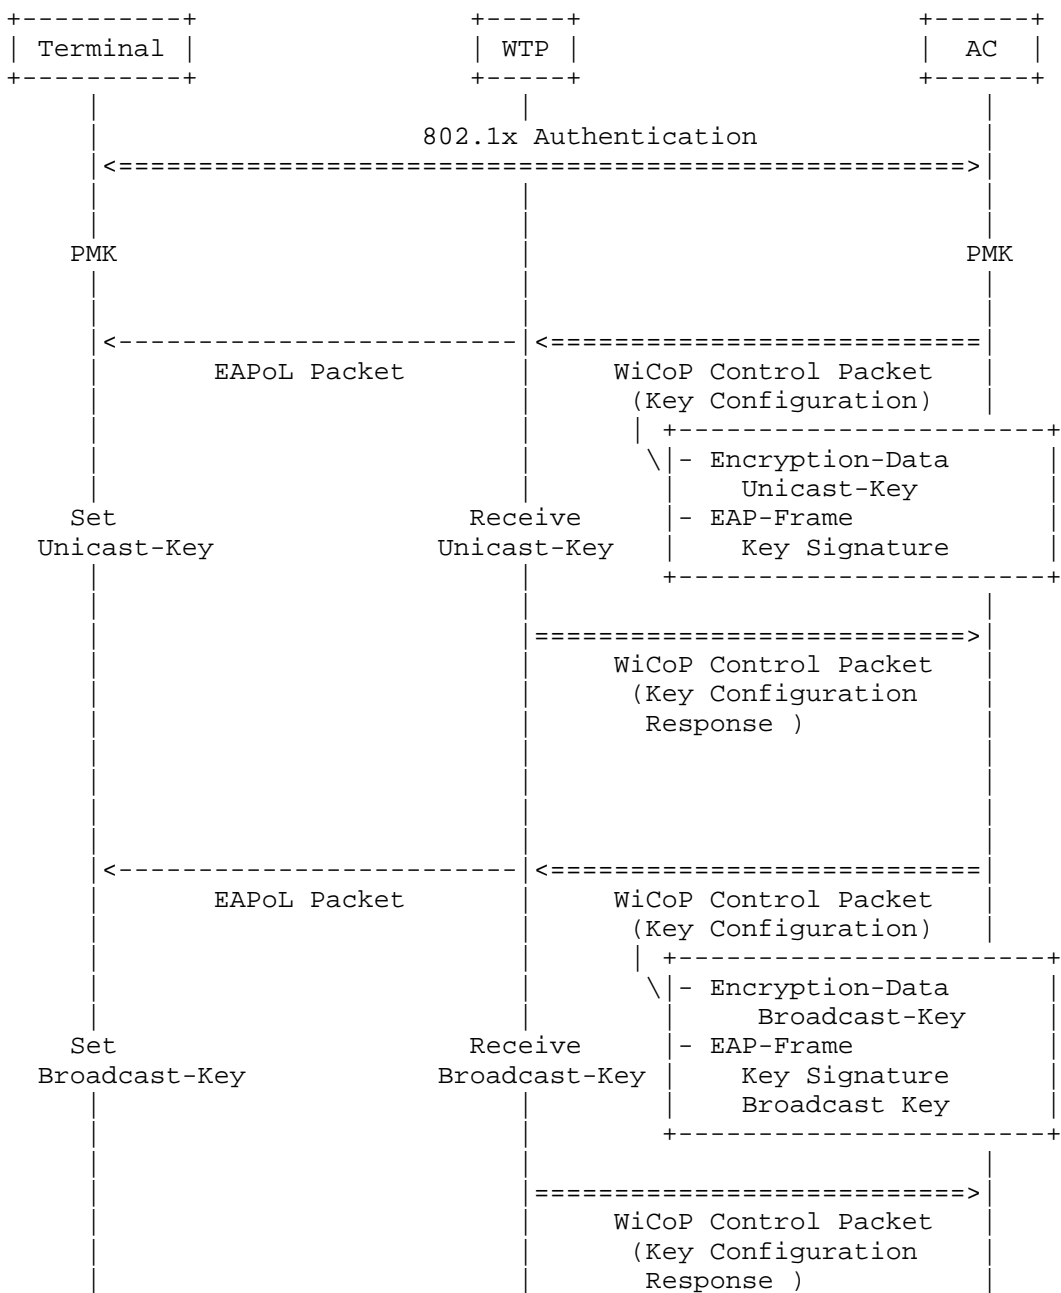 Terminal WTP AC
802.1x Authentication
PMK PMK
EAPoL Packet WiCoP Control Packet
(Key Configuration)
- Encryption-Data
Unicast-Key
Set Receive - EAP-Frame
Unicast-Key Unicast-Key Key Signature
WiCoP Control Packet
(Key Configuration
Response )
EAPoL Packet WiCoP Control Packet
(Key Configuration)
- Encryption-Data
Broadcast-Key
Set Receive - EAP-Frame
Broadcast-Key Broadcast-Key Key Signature
Broadcast Key
WiCoP Control Packet
(Key Configuration
Response )